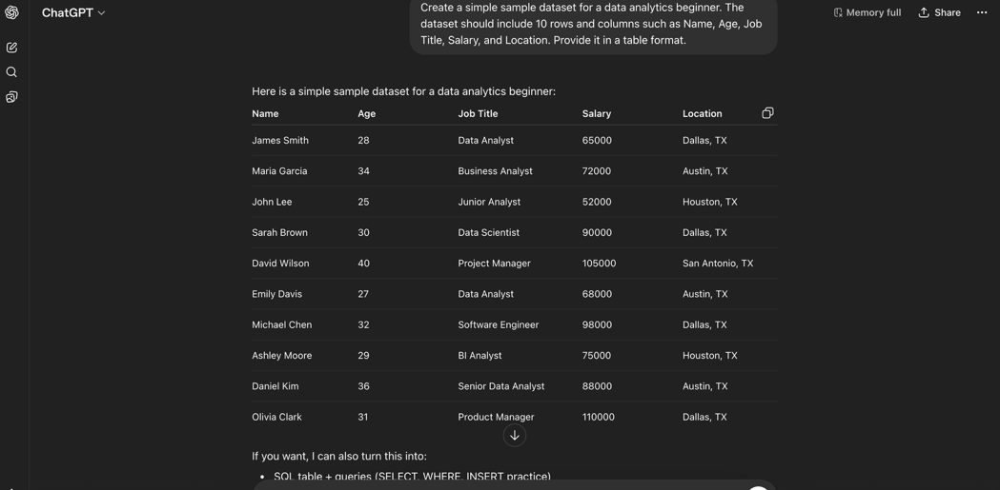 ChatGPT
Memory full
Share
Create a simple sample dataset for a data analytics beginner. The
dataset should include 10 rows and columns such as Name, Age, Job
Title, Salary, and Location. Provide it in a table format.
Here is a simple sample dataset for a data analytics beginner:
Name Age Job Title Salary Location
James Smith 28 Data Analyst 65000 Dallas, TX
Maria Garcia 34 Business Analyst 72000 Austin, TX
John Lee 25 Junior Analyst 52000 Houston, TX
Sarah Brown 30 Data Scientist 90000 Dallas, TX
David Wilson 40 Project Manager 105000 San Antonio, TX
Emily Davis 27 Data Analyst 68000 Austin, TX
Michael Chen 32 Software Engineer 98000 Dallas, TX
Ashley Moore 29 BI Analyst 75000 Houston, TX
Daniel Kim 36 Senior Data Analyst 88000 Austin, TX
Olivia Clark 31 Product Manager 110000 Dallas, TX
If you want, I can also turn this into:
• SQL table + queries (SELECT, WHERE, INSERT practice)